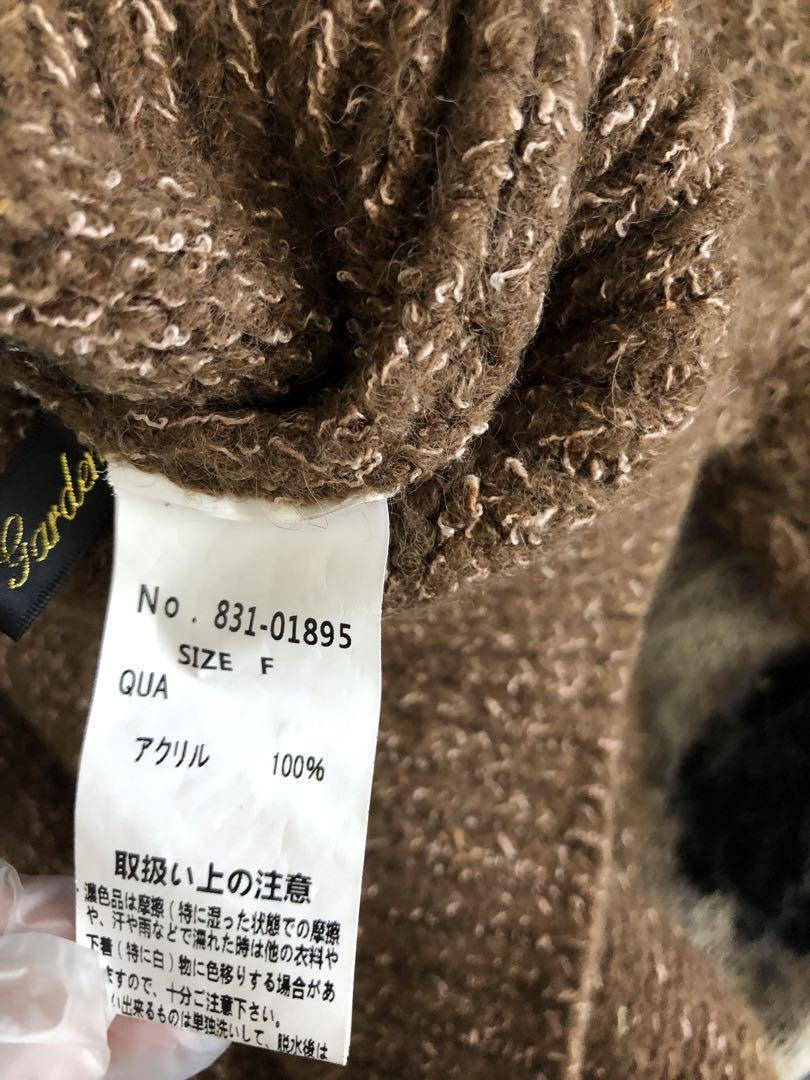 Garden
No. 831-01895
SIZE F
QUA
アクリル 100%
取扱い上の注意
濃色品は摩擦(特に湿った状態での摩擦
や、汗や雨などで濡れた時は他の衣料や
下着(特に白)物に色移りする場合があ
ますので、十分ご注意下さい。
い出来るものは単独洗いして、脱水後は